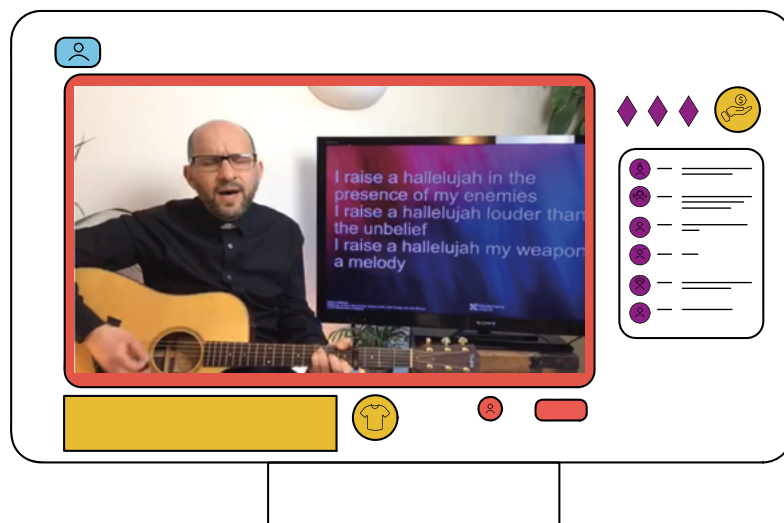 I raise a hallelujah in the
presence of my enemies
I raise a hallelujah louder than
the unbelief
I raise a hallelujah my weapon
a melody
SONY